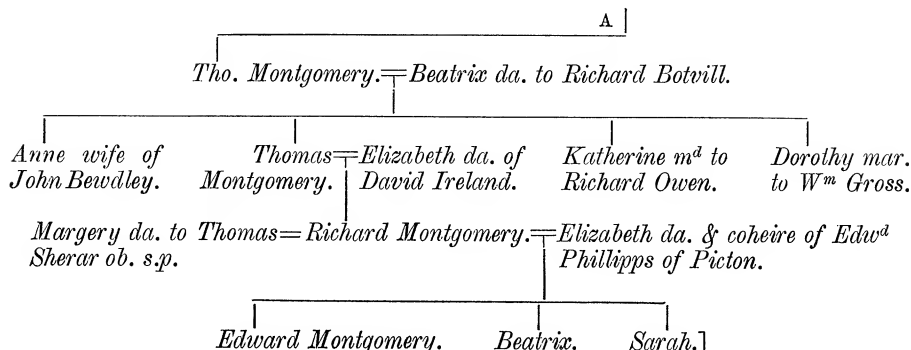 A
Tho. Montgomery.=Beatrix da. to Richard Botvill.
Anne wife of
John Bewdley.
Thomas=Elizabeth da. of
Montgomery. David Ireland.
Katherine mᵈ to
Richard Owen.
Dorothy mar.
to Wᵐ Gross.
Margery da. to Thomas=Richard Montgomery.=Elizabeth da. & coheire of Edwᵈ
Sherar ob. s.p. Phillipps of Picton.
Edward Montgomery. Beatrix. Sarah.]